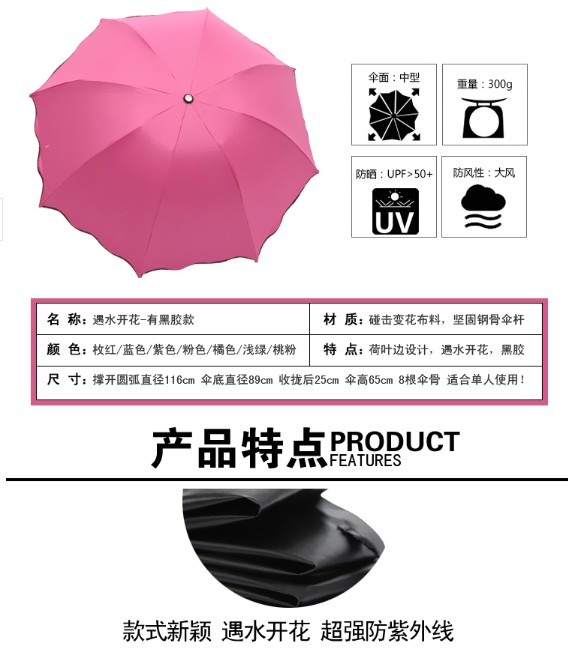 伞面：中型
重量：300g
防晒：UPF>50+
UV
防风性：大风
名 称：遇水开花-有黑胶款
材 质：碰击变花布料，坚固钢骨伞杆
颜 色：枚红/蓝色/紫色/粉色/橘色/浅绿/桃粉
特 点：荷叶边设计，遇水开花，黑胶
尺 寸：撑开圆弧直径116cm 伞底直径89cm 收拢后25cm 伞高65cm 8根伞骨 适合单人使用！
产品特点 PRODUCT
FEATURES
款式新颖 遇水开花 超强防紫外线